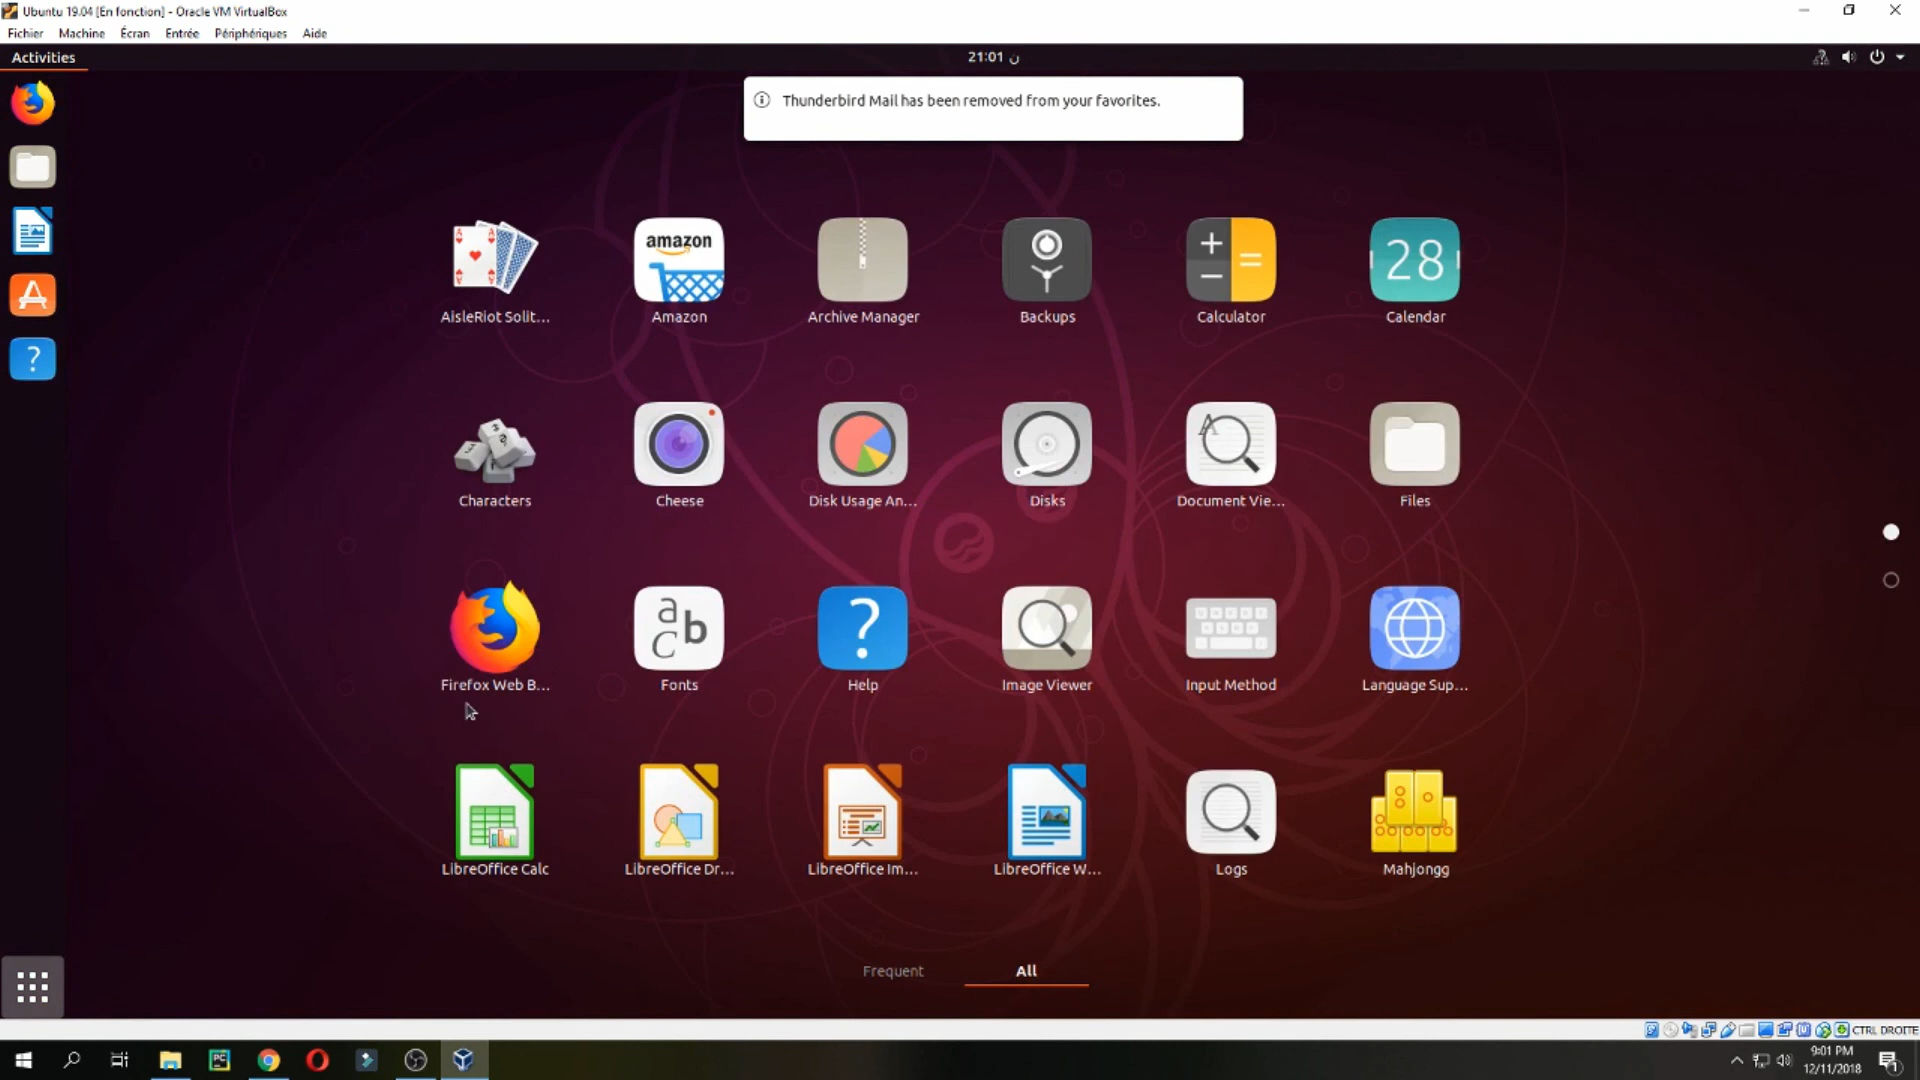 Ubuntu 19.04 [En fonction] - Oracle VM VirtualBox
Fichier Machine Écran Entrée Périphériques Aide
Activities
21:01 ن
Thunderbird Mail has been removed from your favorites.
amazon
28
AisleRiot Solit...
Amazon
Archive Manager
Backups
Calculator
Calendar
Characters
Cheese
Disk Usage An...
Disks
Document Vie...
Files
Firefox Web B...
Fonts
Help
Image Viewer
Input Method
Language Sup...
LibreOffice Calc
LibreOffice Dr...
LibreOffice Im...
LibreOffice W...
Logs
Mahjongg
Frequent
All
CTRL DROITE
9:01 PM
12/11/2018